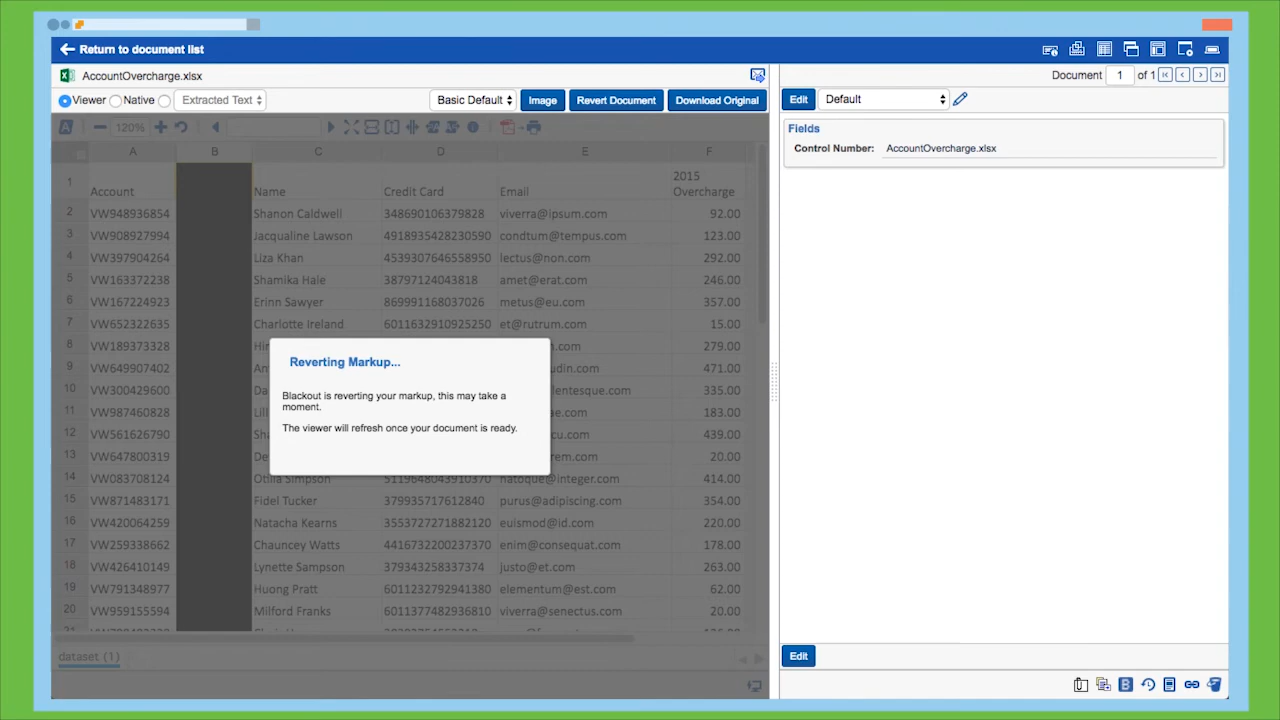 Return to document list
AccountOvercharge.xlsx
Document 1 of 1
Viewer Native Extracted Text Basic Default Image Revert Document Download Original
Edit Default
Fields
Control Number: AccountOvercharge.xlsx
120%
A B C D E F
1 Account Name Credit Card Email 2015 Overcharge
2 VW948936854 Shanon Caldwell 348690106379828 viverra@ipsum.com 92.00
3 VW908927994 Jacqualine Lawson 4918935428230590 condtum@tempus.com 123.00
4 VW397904264 Liza Khan 4539307646558950 lectus@non.com 292.00
5 VW163372238 Shamika Hale 38797124043818 amet@erat.com 246.00
6 VW167224923 Erinn Sawyer 869991168037026 metus@eu.com 357.00
7 VW652322635 Charlotte Ireland 6011632910925250 et@rutrum.com 15.00
8 VW189373328 279.00
9 VW649907402 471.00
10 VW300429600 335.00
11 VW987460828 183.00
12 VW561626790 439.00
13 VW647800319 20.00
Reverting Markup...
Blackout is reverting your markup, this may take a
moment.
The viewer will refresh once your document is ready.
14 VW083708124 Otilia Simpson 5119648043910370 natoque@integer.com 414.00
15 VW871483171 Fidel Tucker 379935717612840 purus@adipiscing.com 354.00
16 VW420064259 Natacha Kearns 3553727271882120 euismod@id.com 220.00
17 VW259338662 Chauncey Watts 4416732200237370 enim@consequat.com 178.00
18 VW426410149 Lynette Sampson 379343258337374 justo@et.com 263.00
19 VW791348977 Huong Pratt 6011232792941380 elementum@est.com 62.00
20 VW959155594 Milford Franks 6011377482936810 viverra@senectus.com 20.00
dataset (1)
Edit